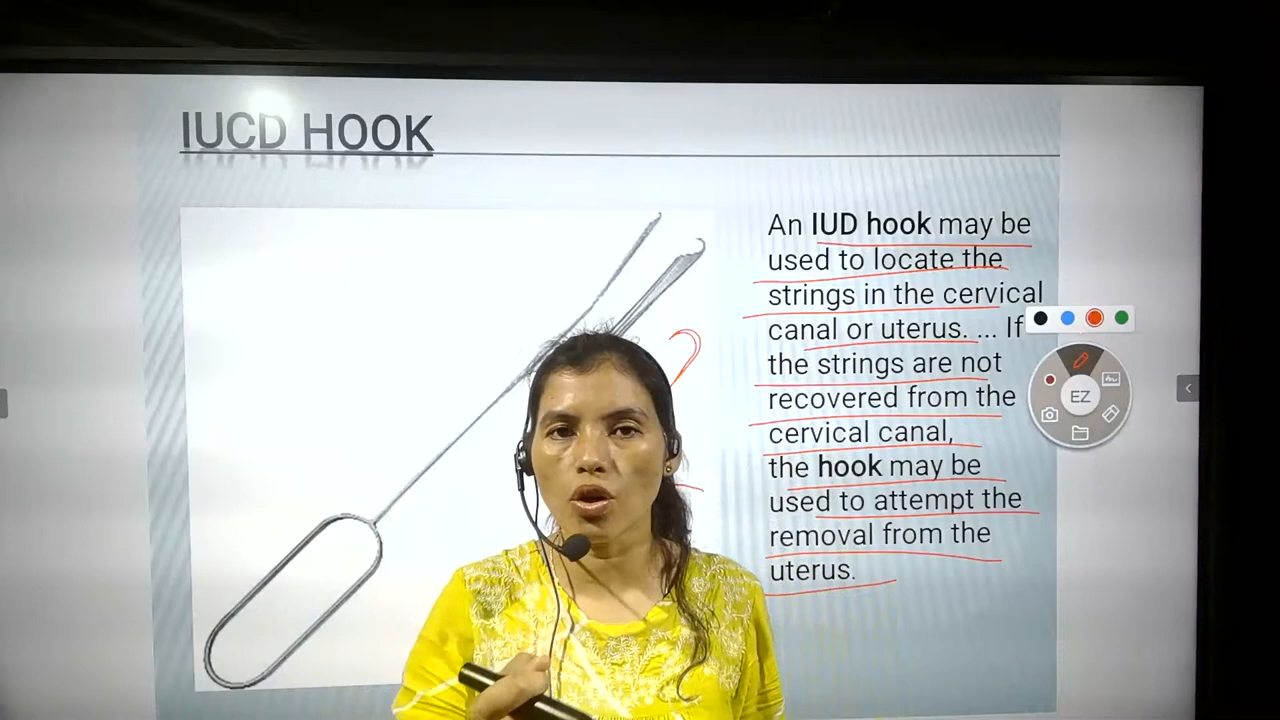 IUCD HOOK
An IUD hook may be
used to locate the
strings in the cervical
canal or uterus. ... If
the strings are not
recovered from the
cervical canal,
the hook may be
used to attempt the
removal from the
uterus.
EZ